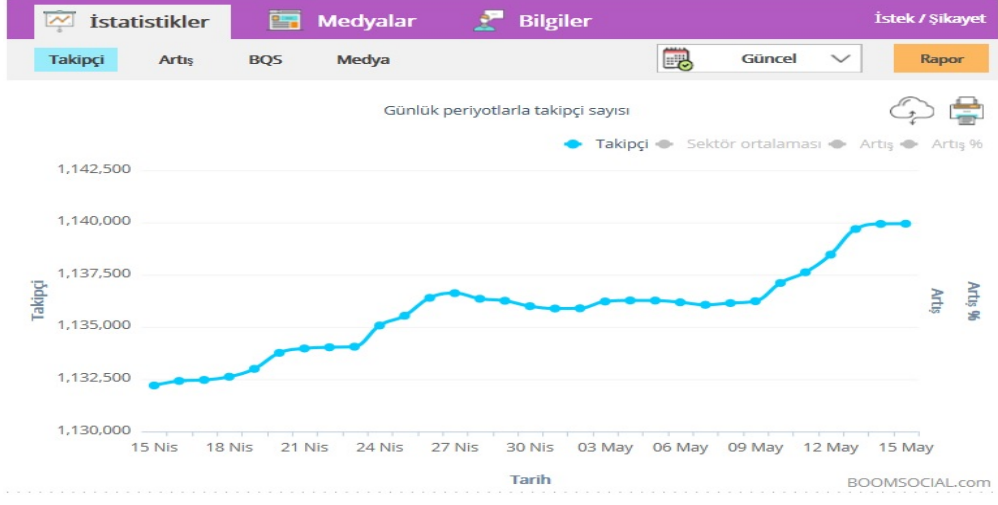 İstatistikler Medyalar Bilgiler İstek / Şikayet
Takipçi Artış BQS Medya Güncel Rapor
Günlük periyotlarla takipçi sayısı
Takipçi Sektör ortalaması Artış Artış %
1,142,500
1,140,000
1,137,500
1,135,000
1,132,500
1,130,000
Takipçi
Artış
Artış %
15 Nis 18 Nis 21 Nis 24 Nis 27 Nis 30 Nis 03 May 06 May 09 May 12 May 15 May
Tarih
BOOMSOCIAL.com